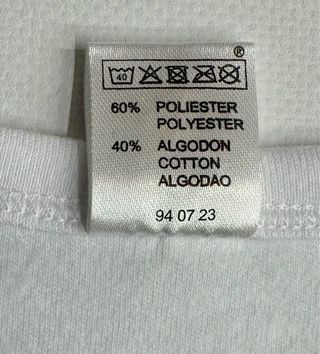 ®
40
60% POLIESTER
POLYESTER
40% ALGODON
COTTON
ALGODAO
94 07 23